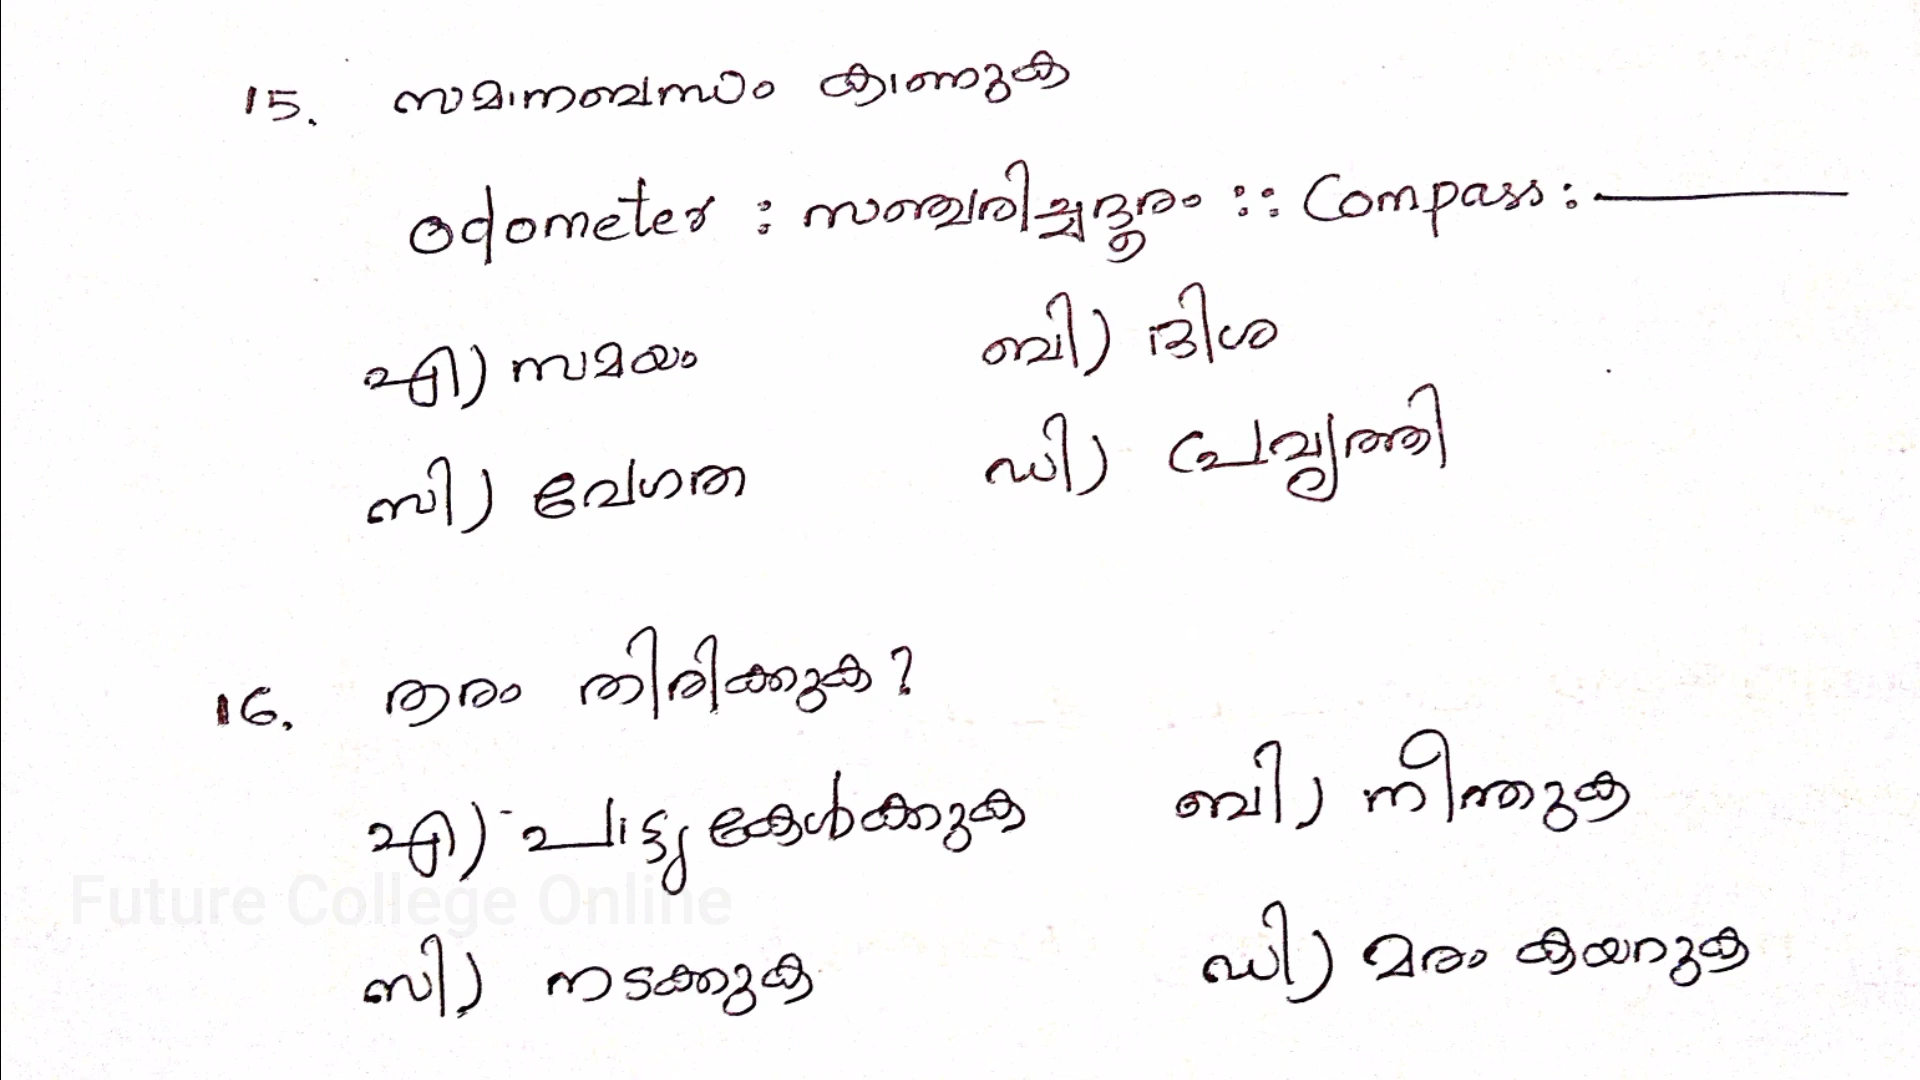 15. സമാനബന്ധം കാണുക
Odometer : സഞ്ചരിച്ചദൂരം :: Compass : ________
എ) സമയം ബി) ദിശ
സി) വേഗത ഡി) പ്രവൃത്തി
16. തരം തിരിക്കുക?
എ) പാട്ടു കേൾക്കുക ബി) നീന്തുക
Future College Online
സി) നടക്കുക ഡി) മരം കയറുക